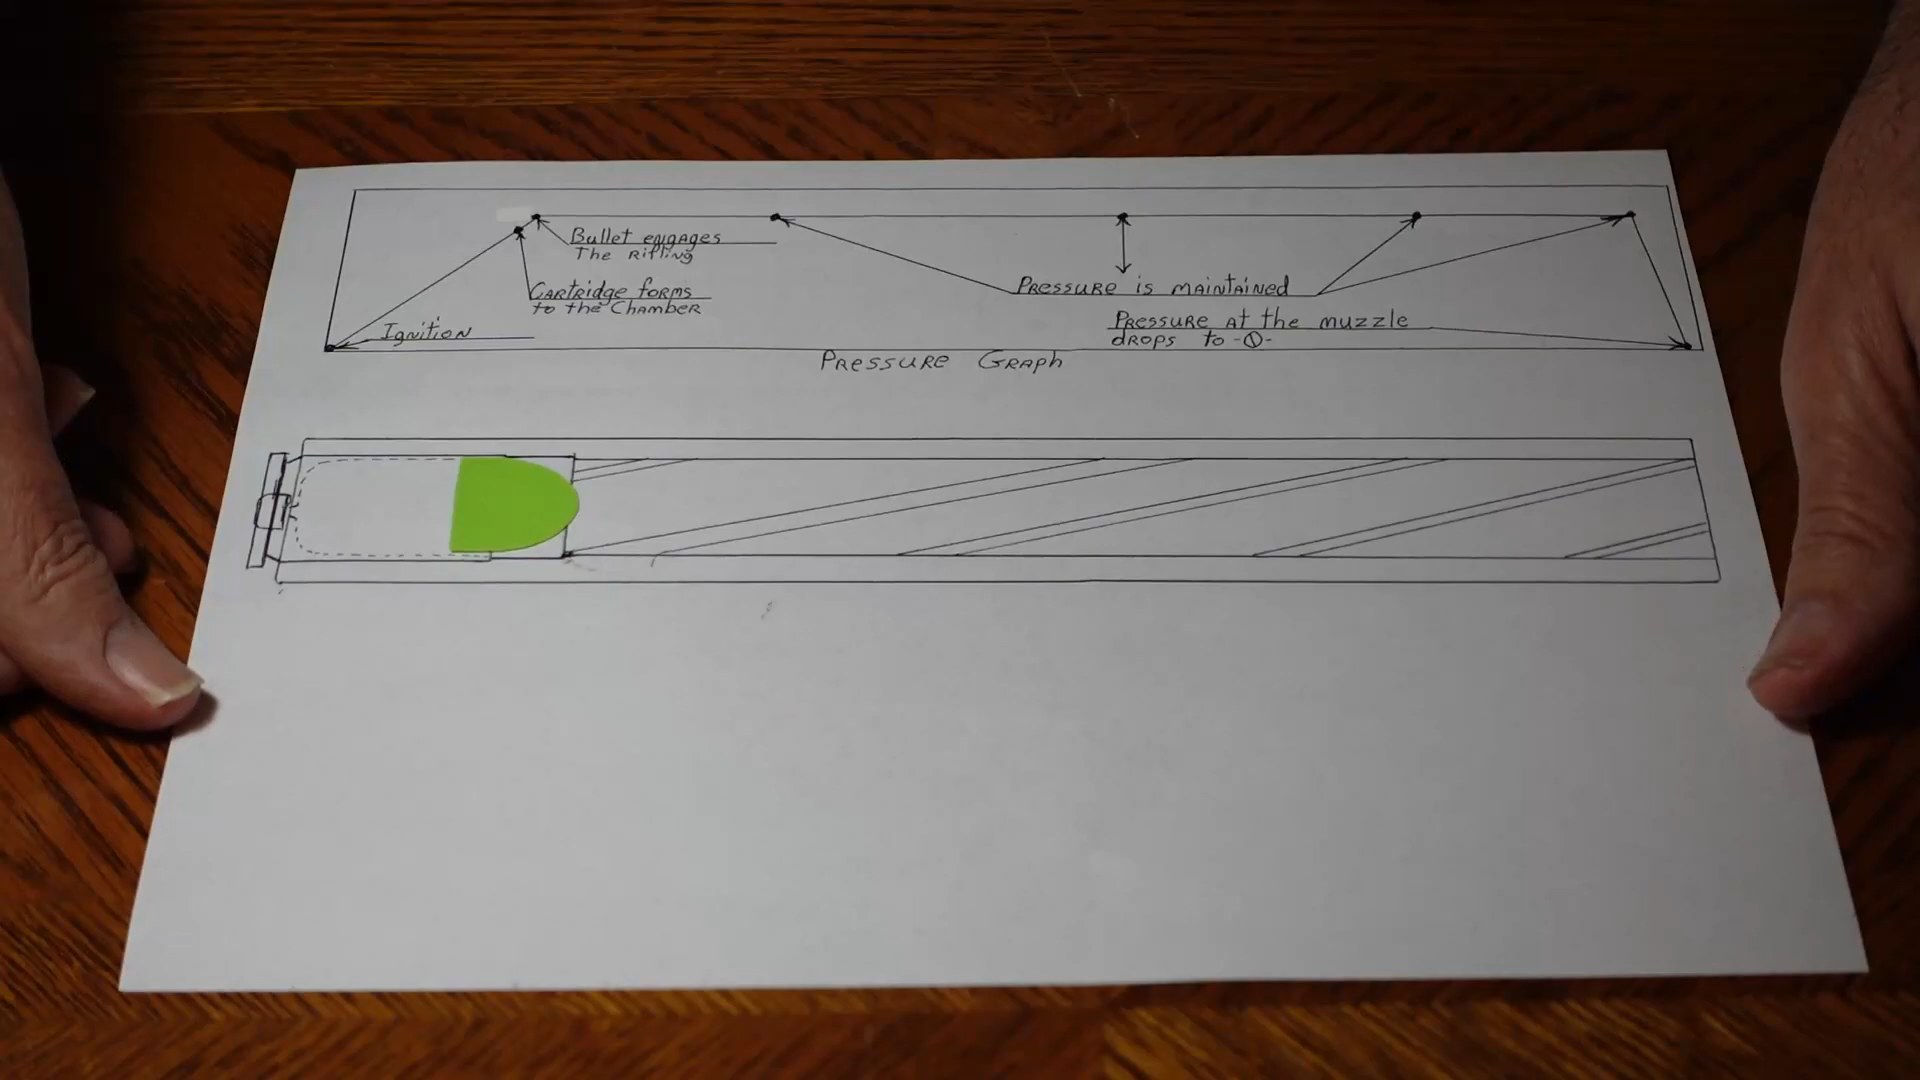 Bullet engages
The Rifling
Cartridge forms
to the Chamber
Ignition
Pressure is maintained
Pressure at the muzzle
drops to -0-
Pressure Graph